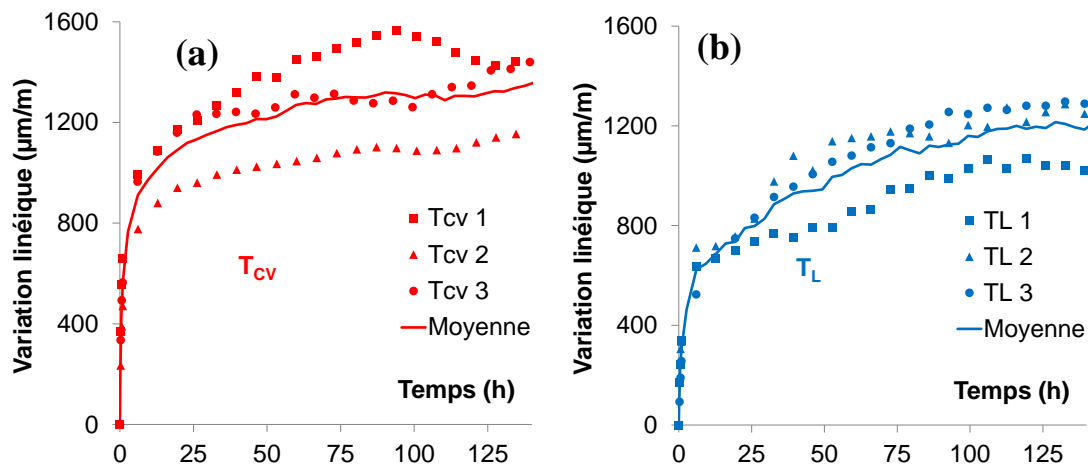 (a)
Variation linéique (µm/m)
1600
1200
800
400
0
Tcv 1
Tcv 2
Tcv 3
Moyenne
TCV
Temps (h)
0 25 50 75 100 125
(b)
Variation linéique (µm/m)
1600
1200
800
400
0
TL 1
TL 2
TL 3
Moyenne
TL
Temps (h)
0 25 50 75 100 125